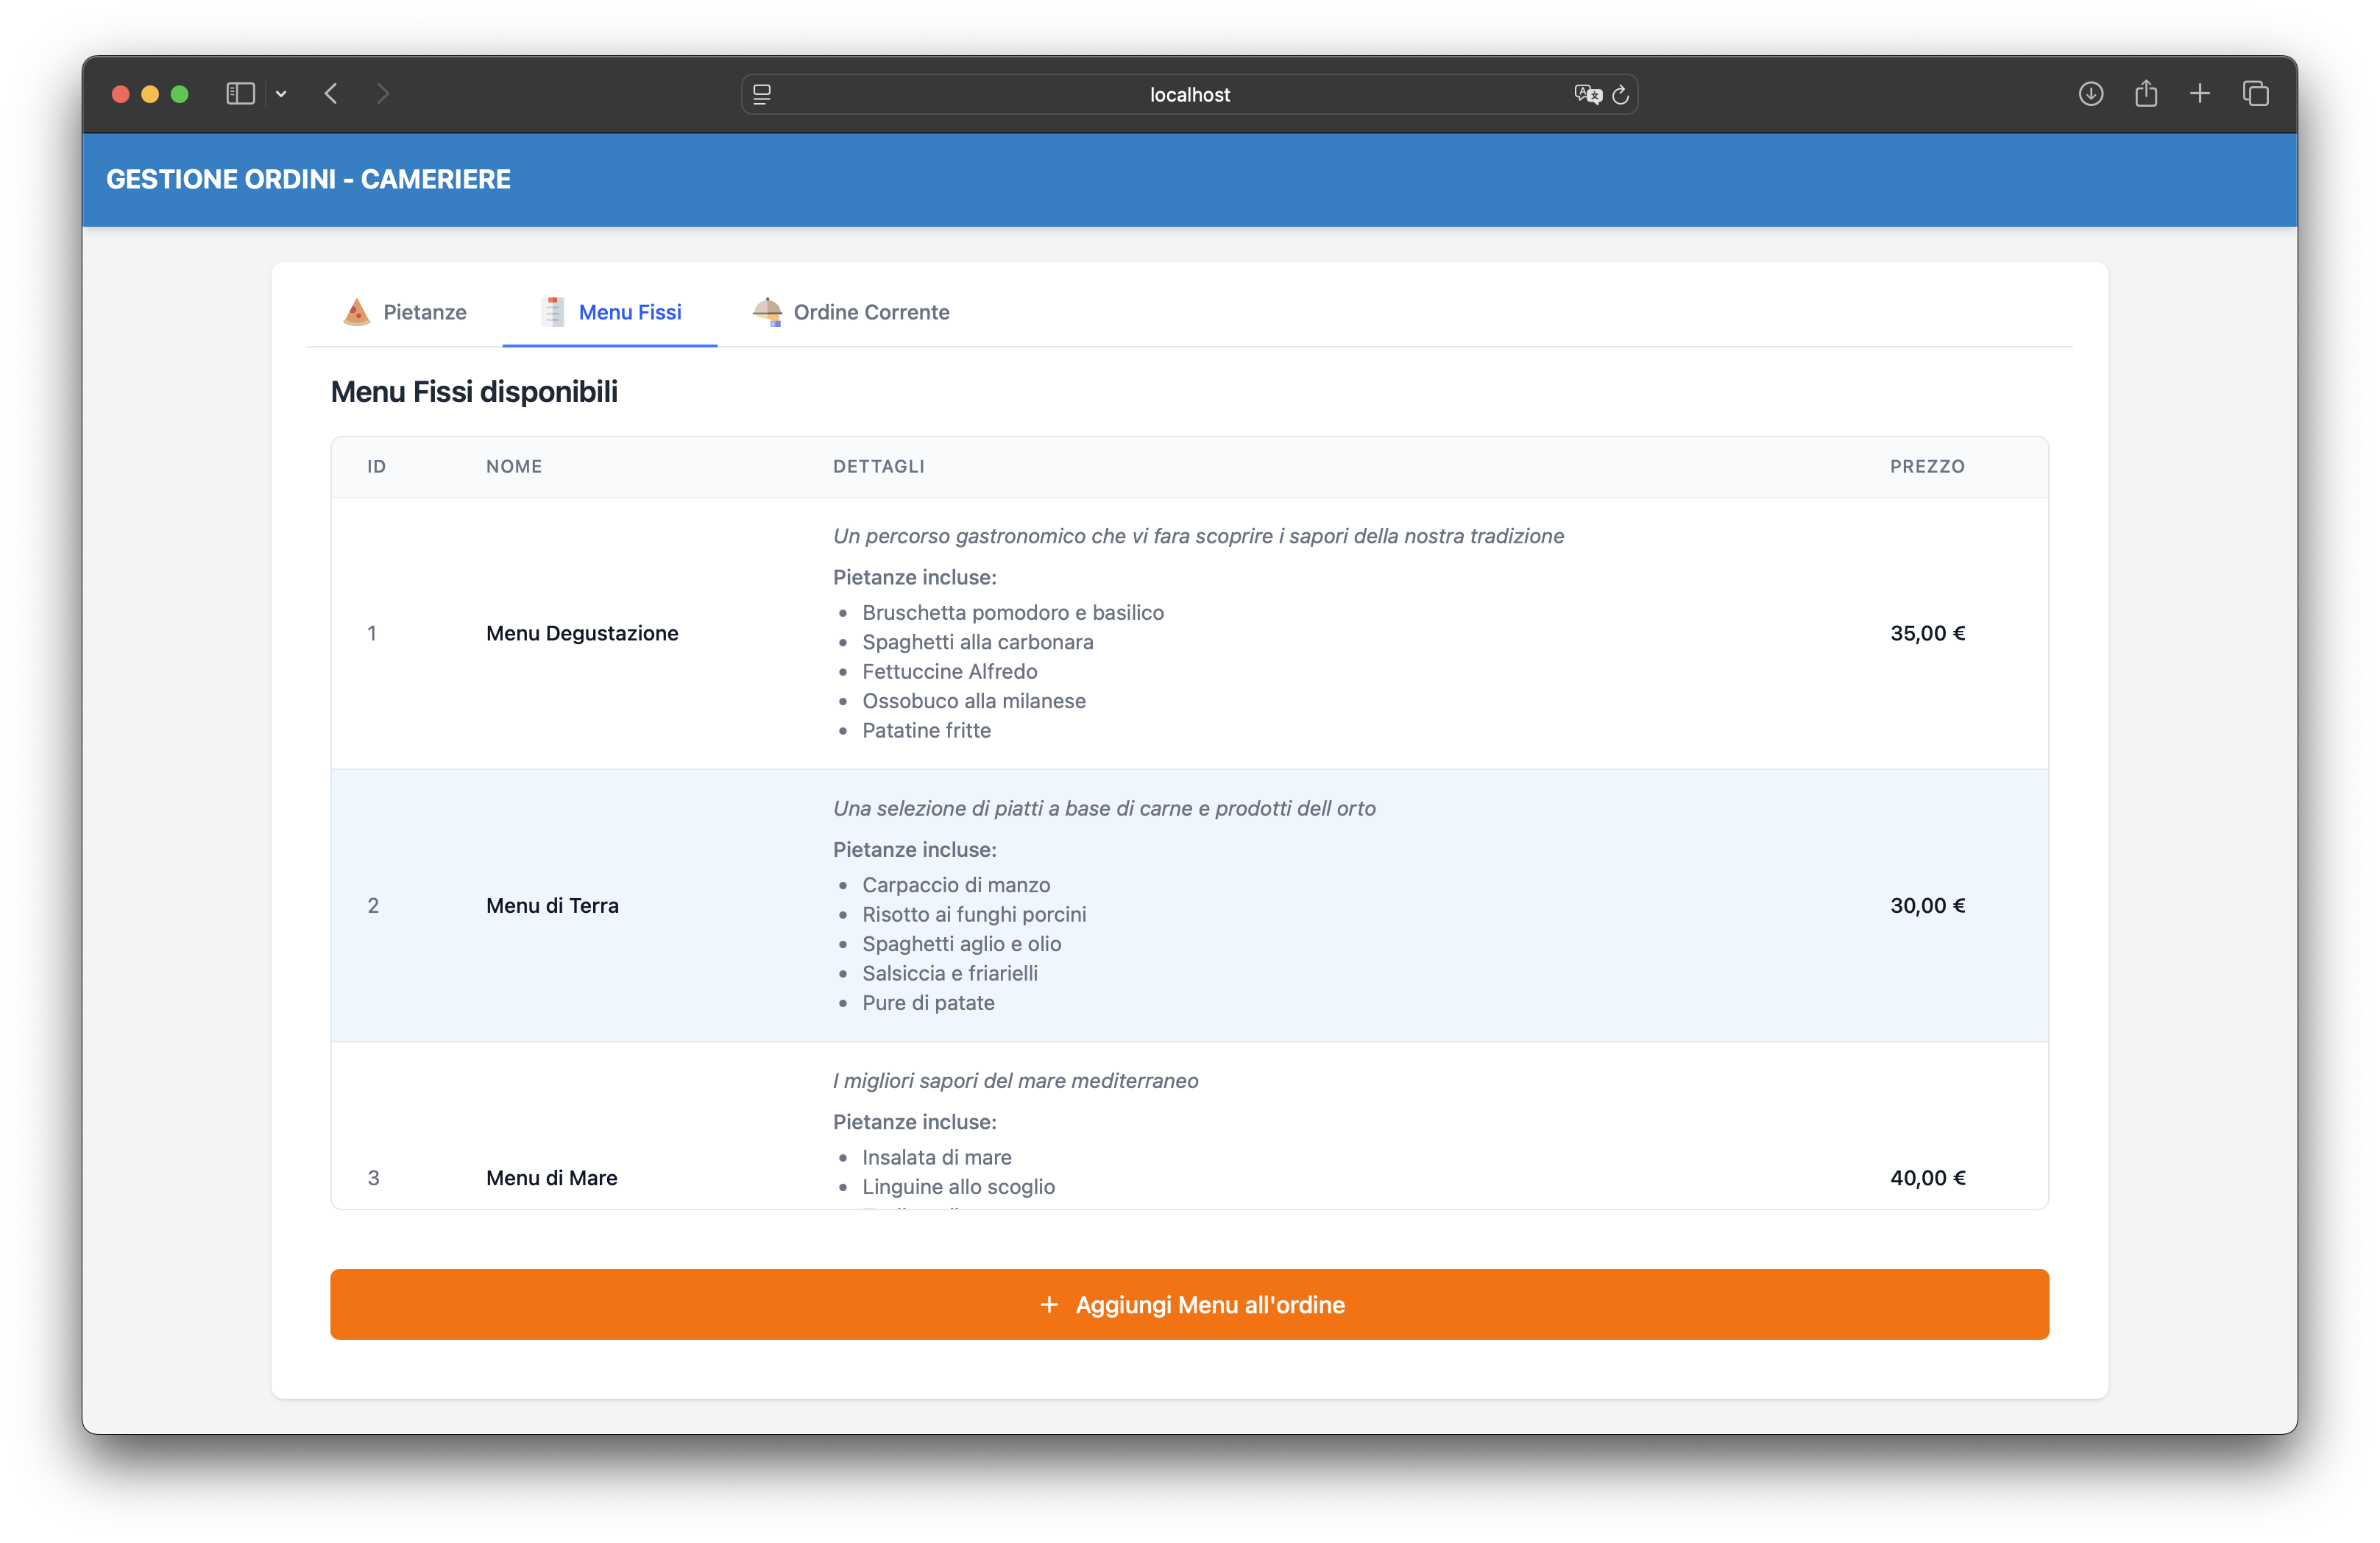 localhost
GESTIONE ORDINI - CAMERIERE
Pietanze
Menu Fissi
Ordine Corrente
Menu Fissi disponibili
ID NOME DETTAGLI PREZZO
Un percorso gastronomico che vi fara scoprire i sapori della nostra tradizione
Pietanze incluse:
• Bruschetta pomodoro e basilico
1 Menu Degustazione 35,00 €
• Spaghetti alla carbonara
• Fettuccine Alfredo
• Ossobuco alla milanese
• Patatine fritte
Una selezione di piatti a base di carne e prodotti dell orto
Pietanze incluse:
• Carpaccio di manzo
2 Menu di Terra 30,00 €
• Risotto ai funghi porcini
• Spaghetti aglio e olio
• Salsiccia e friarielli
• Pure di patate
I migliori sapori del mare mediterraneo
Pietanze incluse:
• Insalata di mare
3 Menu di Mare 40,00 €
• Linguine allo scoglio
+ Aggiungi Menu all'ordine